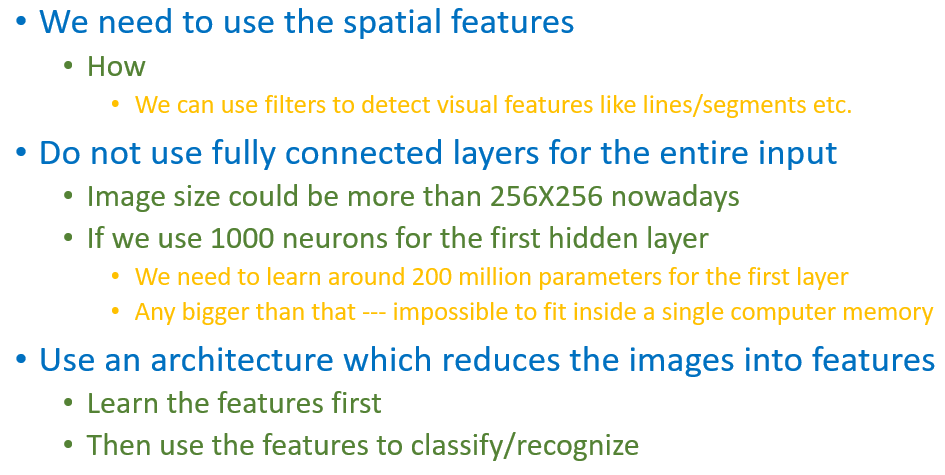 • We need to use the spatial features
• How
• We can use filters to detect visual features like lines/segments etc.
• Do not use fully connected layers for the entire input
• Image size could be more than 256X256 nowadays
• If we use 1000 neurons for the first hidden layer
• We need to learn around 200 million parameters for the first layer
• Any bigger than that --- impossible to fit inside a single computer memory
• Use an architecture which reduces the images into features
• Learn the features first
• Then use the features to classify/recognize